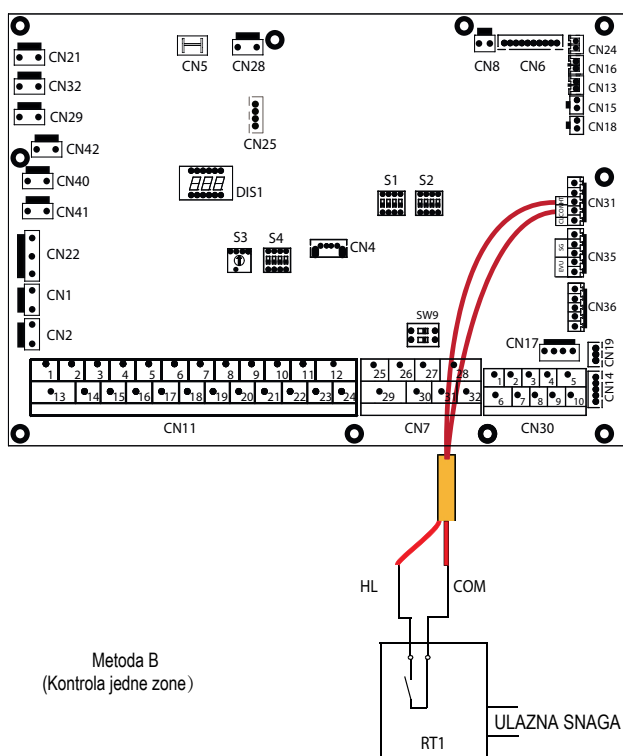 CN21
CN32
CN29
CN42
CN40
CN41
CN22
CN1
CN2
CN5
CN28
CN25
DIS1
S3
S4
CN4
S1
S2
SW9
CN8
CN6
CN24
CN16
CN13
CN15
CN18
CN31
SG
EVU
CN35
CN36
CN17
CN19
CN14
1 2 3 4 5 6 7 8 9 10 11 12
13 14 15 16 17 18 19 20 21 22 23 24
CN11
25 26 27 28
29 30 31 32
CN7
1 2 3 4 5
6 7 8 9 10
CN30
HL
COM
Metoda B
(Kontrola jedne zone)
RT1
ULAZNA SNAGA